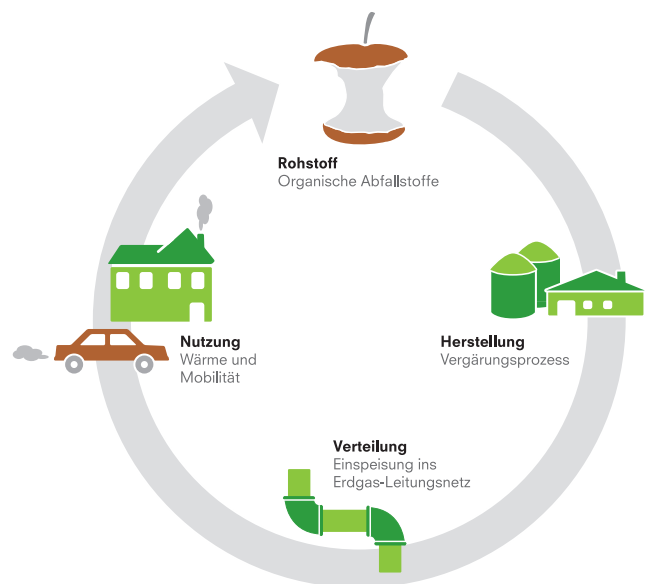 Rohstoff
Organische Abfallstoffe
Herstellung
Vergärungsprozess
Verteilung
Einspeisung ins
Erdgas-Leitungsnetz
Nutzung
Wärme und
Mobilität